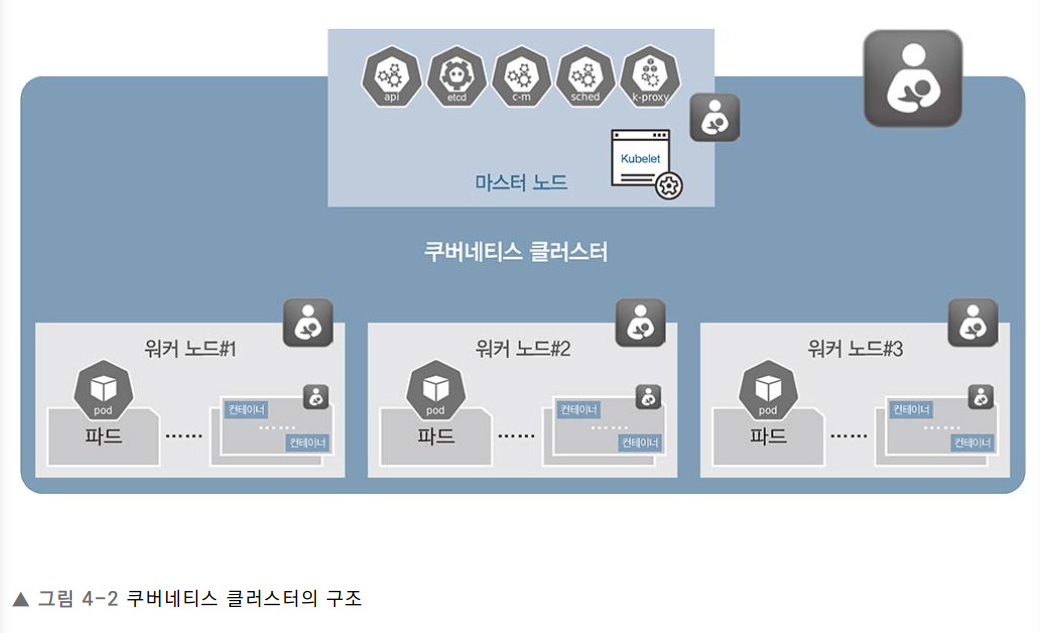 api etcd c-m sched k-proxy
Kubelet
마스터 노드
쿠버네티스 클러스터
워커 노드#1
pod
파드
······
컨테이너
······
컨테이너
워커 노드#2
pod
파드
······
컨테이너
······
컨테이너
워커 노드#3
pod
파드
······
컨테이너
······
컨테이너
▲ 그림 4-2 쿠버네티스 클러스터의 구조